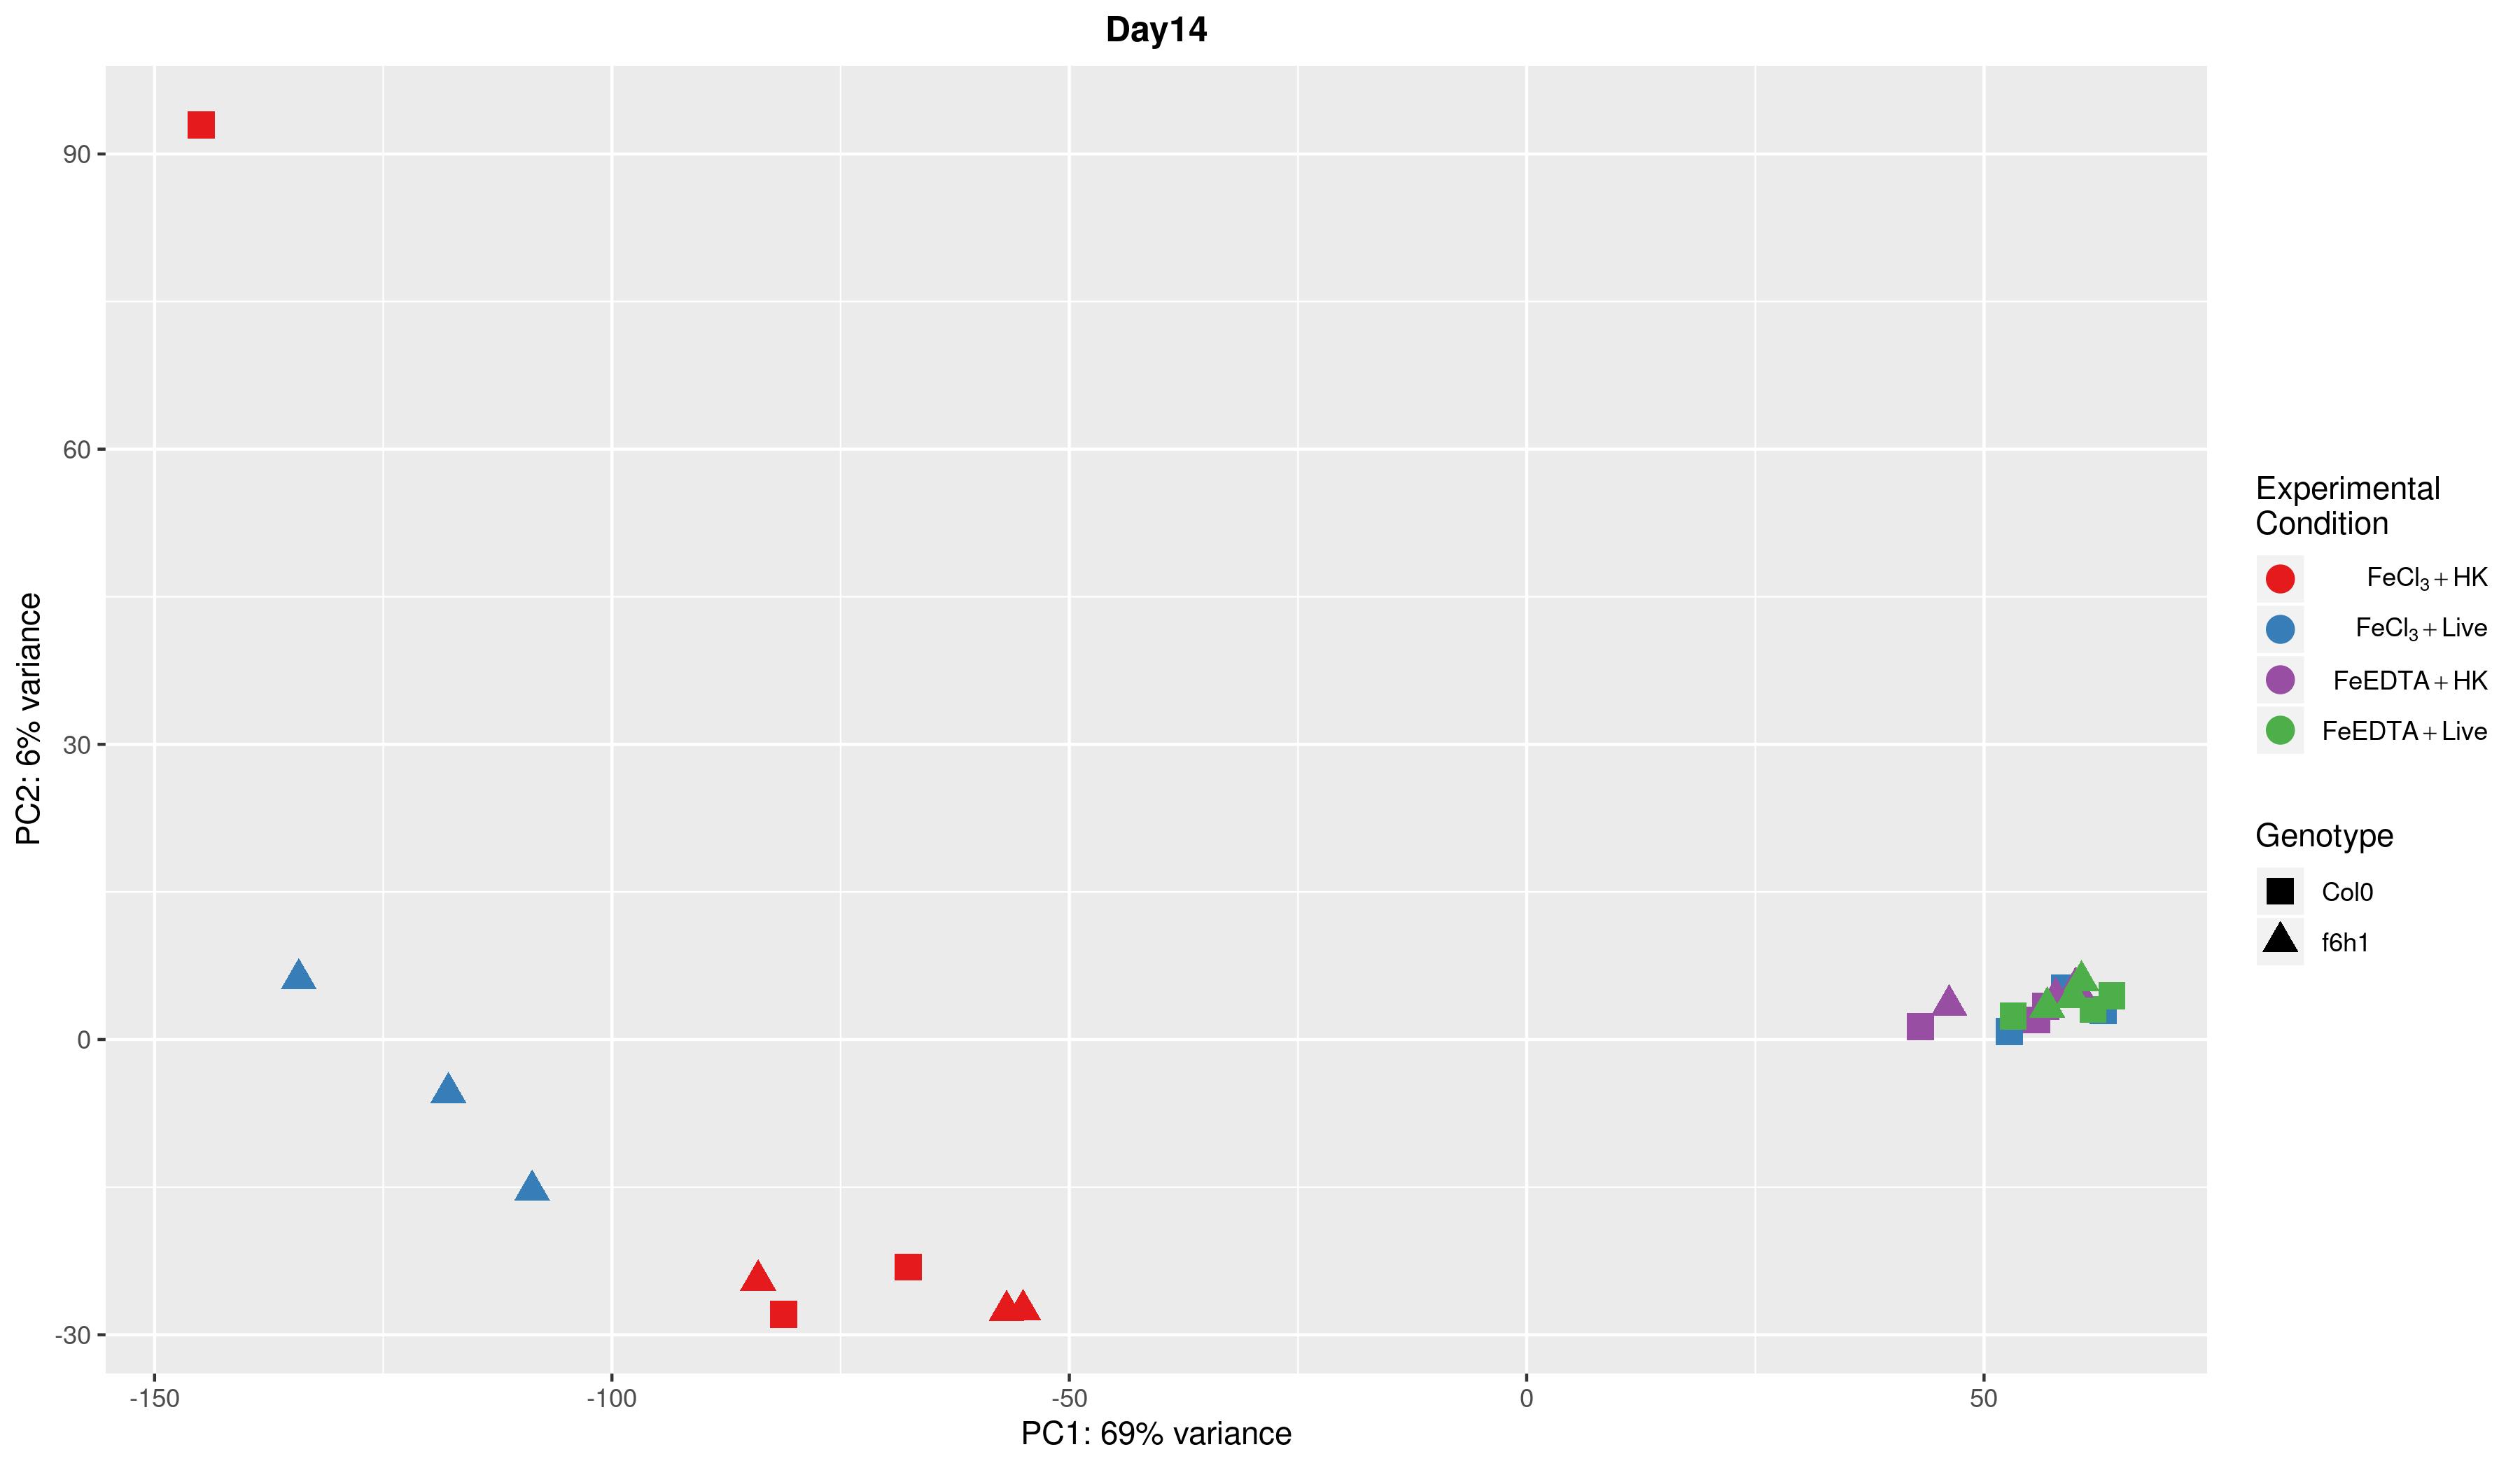 Day14
PC2: 6% variance
90
60
30
0
-30
-150
-100
-50
0
50
PC1: 69% variance
Experimental
Condition
FeCl₃+HK
FeCl₃+Live
FeEDTA+HK
FeEDTA+Live
Genotype
Col0
f6h1